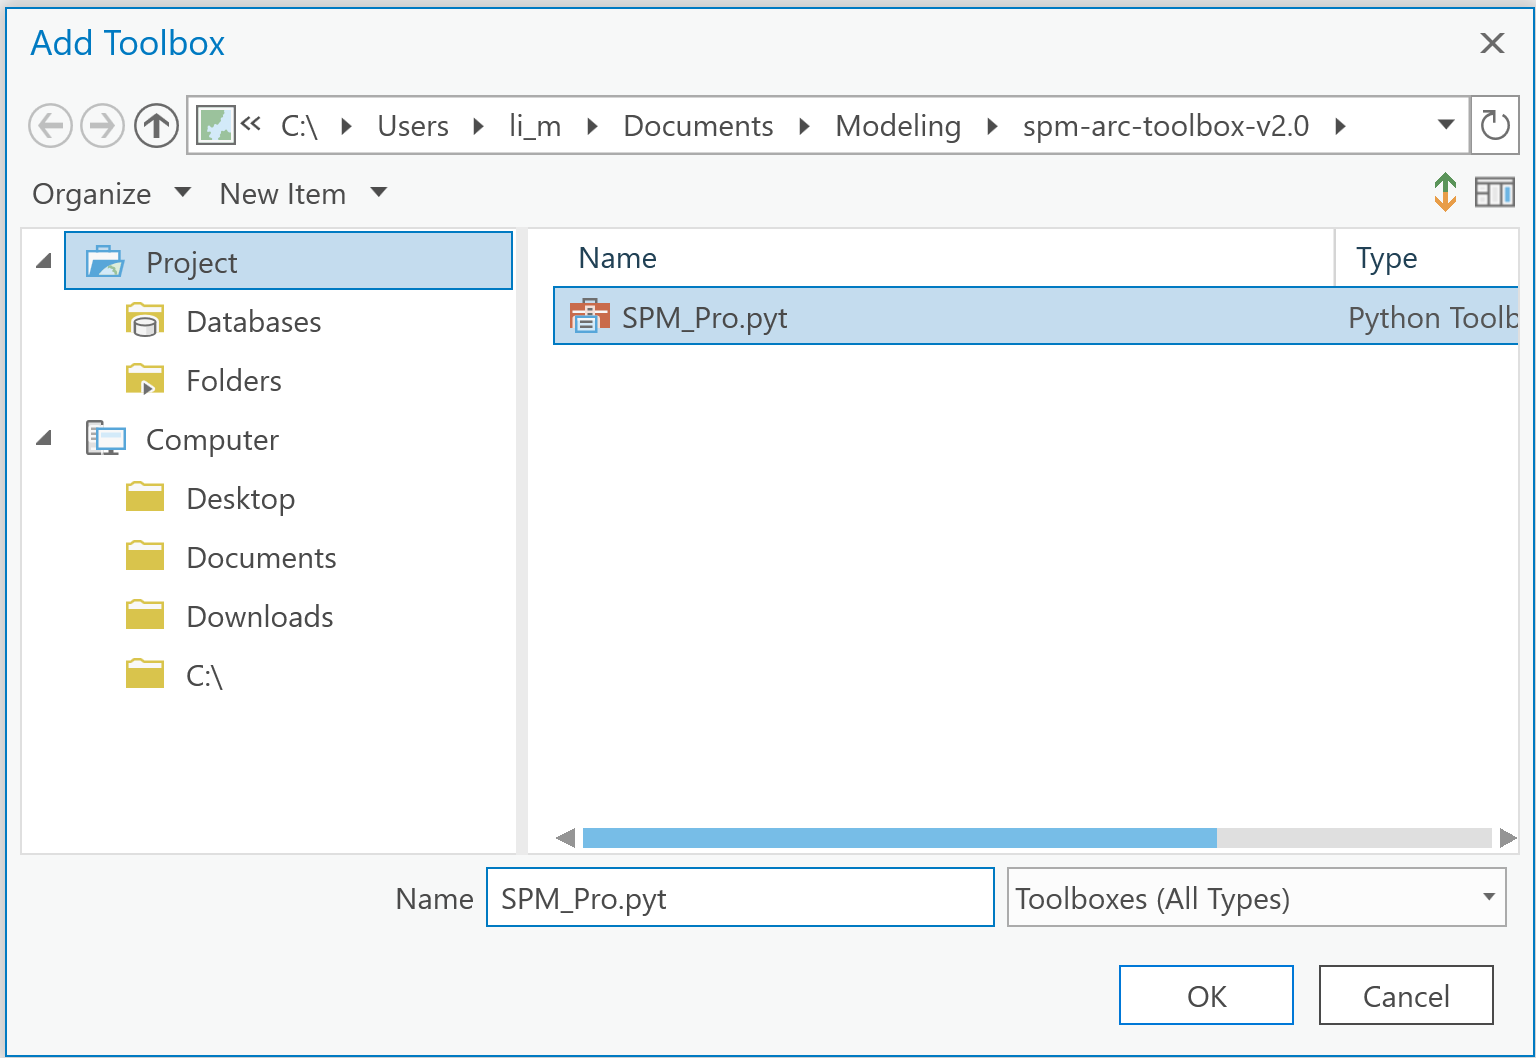 Add Toolbox
« C:\ Users li_m Documents Modeling spm-arc-toolbox-v2.0
Organize New Item
Project
Databases
Folders
Computer
Desktop
Documents
Downloads
C:\
Name Type
SPM_Pro.pyt Python Toolb
Name SPM_Pro.pyt Toolboxes (All Types)
OK Cancel